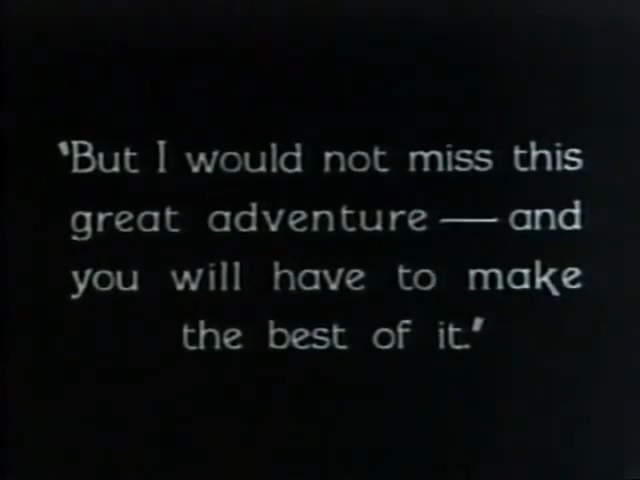 'But I would not miss this
great adventure — and
you will have to make
the best of it.'